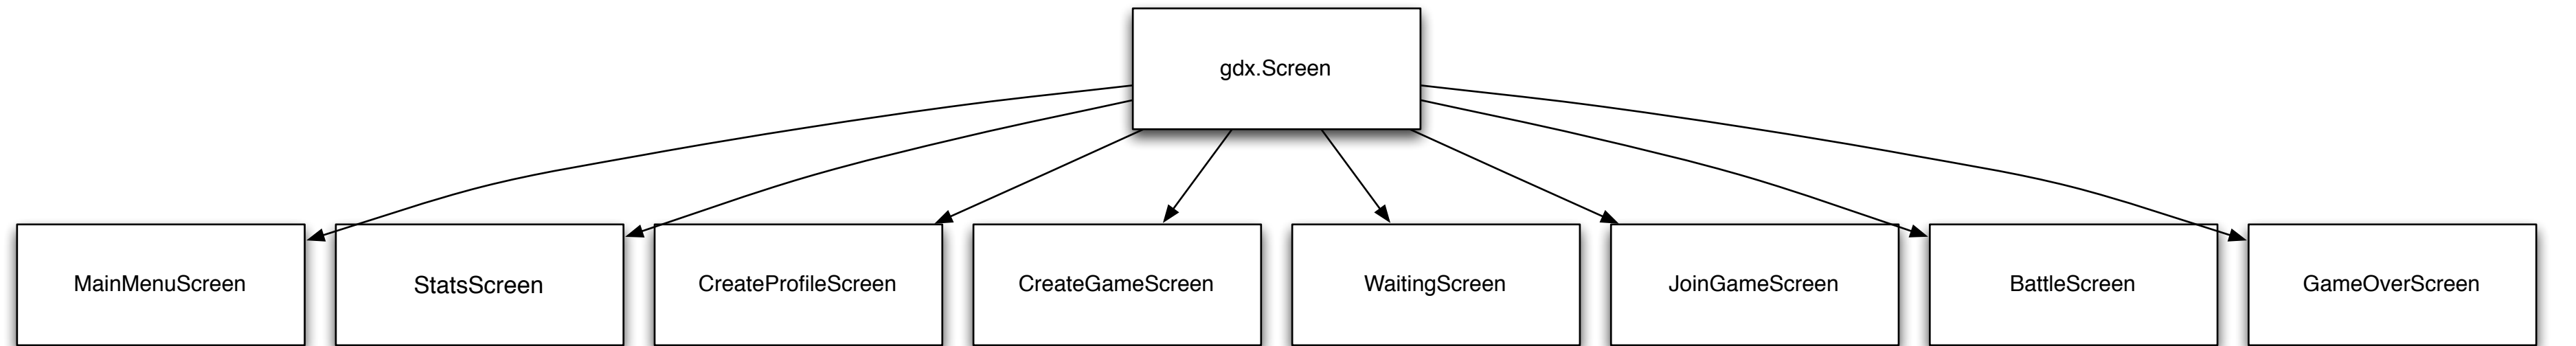 gdx.Screen
MainMenuScreen
StatsScreen
CreateProfileScreen
CreateGameScreen
WaitingScreen
JoinGameScreen
BattleScreen
GameOverScreen